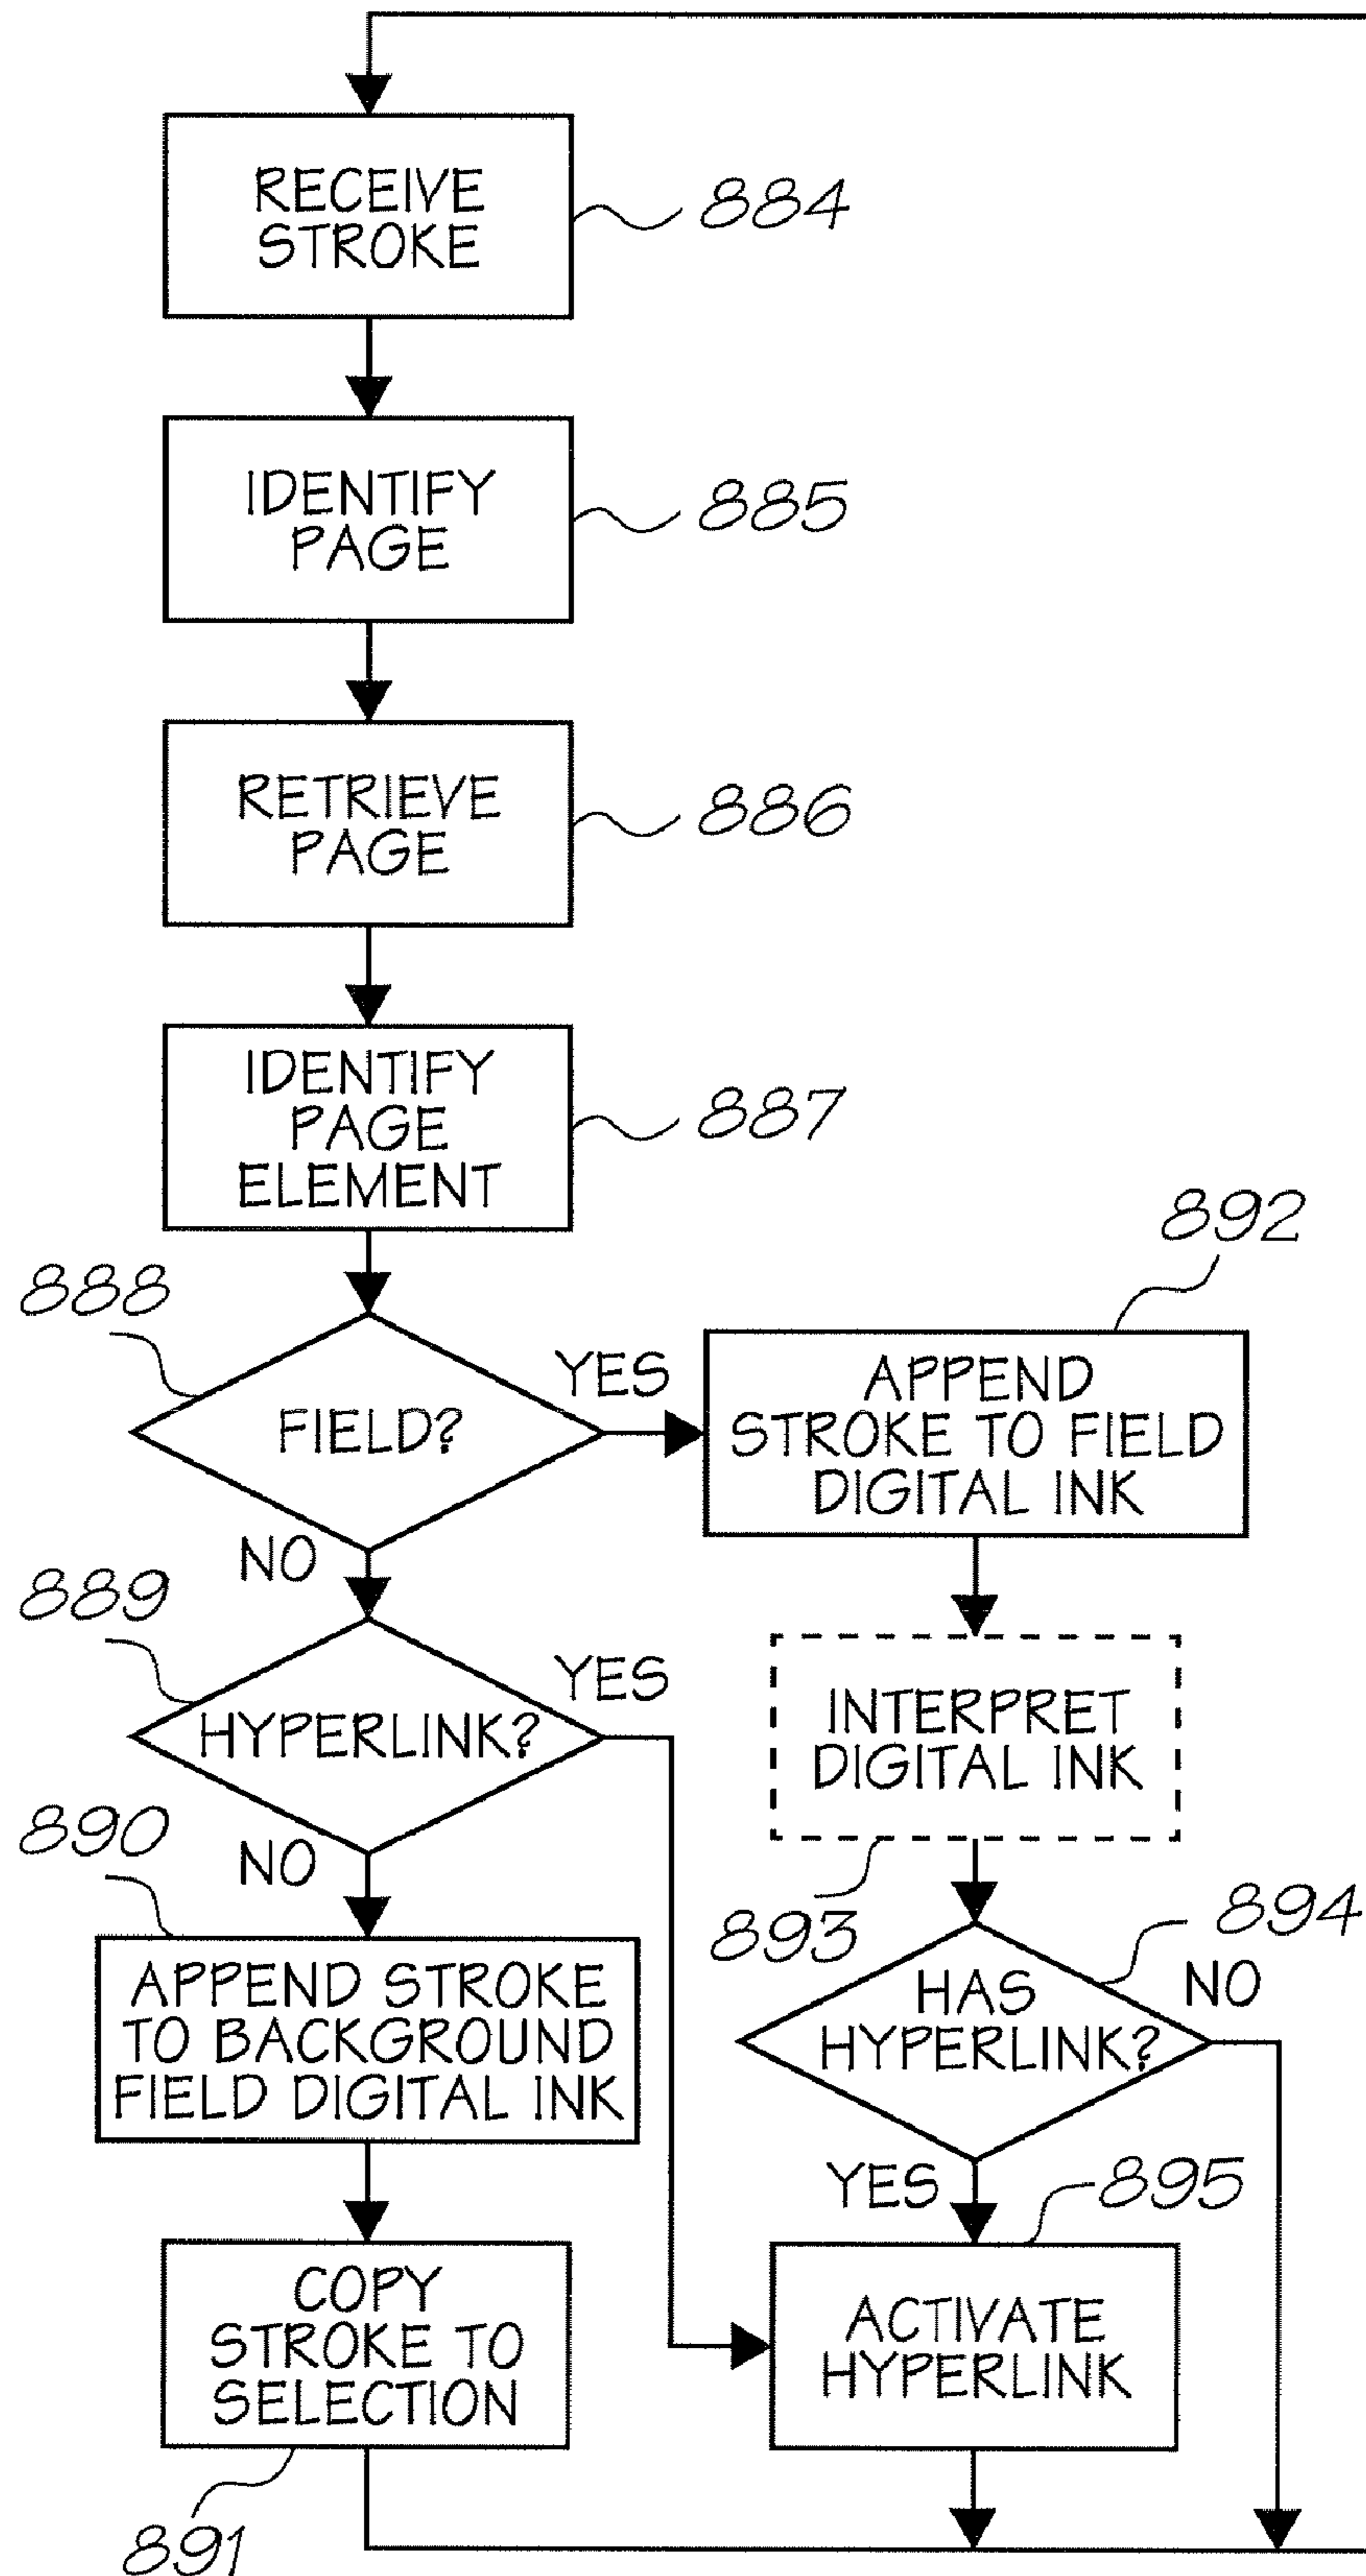 RECEIVE
STROKE
884
IDENTIFY
PAGE
885
RETRIEVE
PAGE
886
IDENTIFY
PAGE
ELEMENT
887
888
FIELD?
YES
NO
892
APPEND
STROKE TO FIELD
DIGITAL INK
889
HYPERLINK?
YES
NO
INTERPRET
DIGITAL INK
893
890
APPEND STROKE
TO BACKGROUND
FIELD DIGITAL INK
894
HAS
HYPERLINK?
NO
YES
895
COPY
STROKE TO
SELECTION
891
ACTIVATE
HYPERLINK